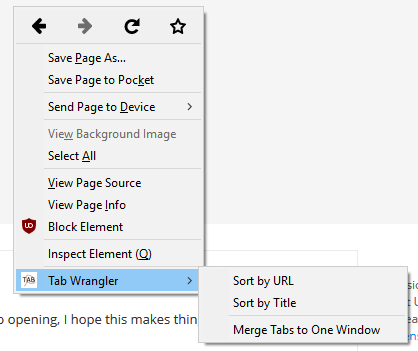 Save Page As...
Save Page to Pocket
Send Page to Device
View Background Image
Select All
View Page Source
View Page Info
Block Element
Inspect Element (Q)
TAB
Tab Wrangler
Sort by URL
Sort by Title
Merge Tabs to One Window
opening, I hope this makes thin